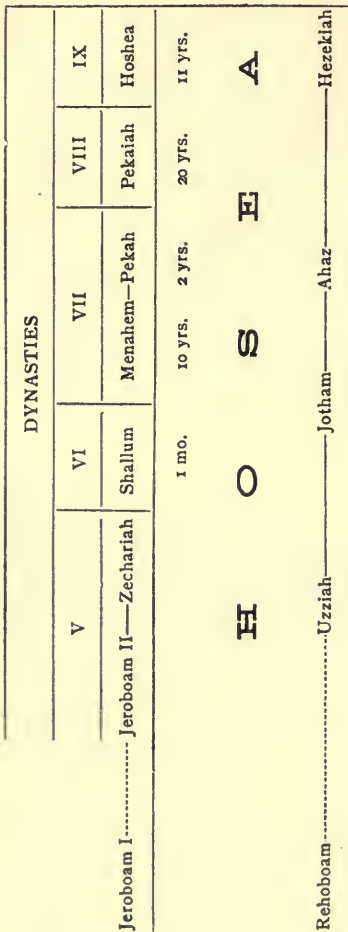 DYNASTIES
V VI VII VIII IX
Jeroboam I------------- Jeroboam II——Zechariah Shallum Menahem—Pekah Pekaiah Hoshea
1 mo. 10 yrs. 2 yrs. 20 yrs. 11 yrs.
HOSEA
Rehoboam--------------------------Uzziah————Jotham————Ahaz————Hezekiah